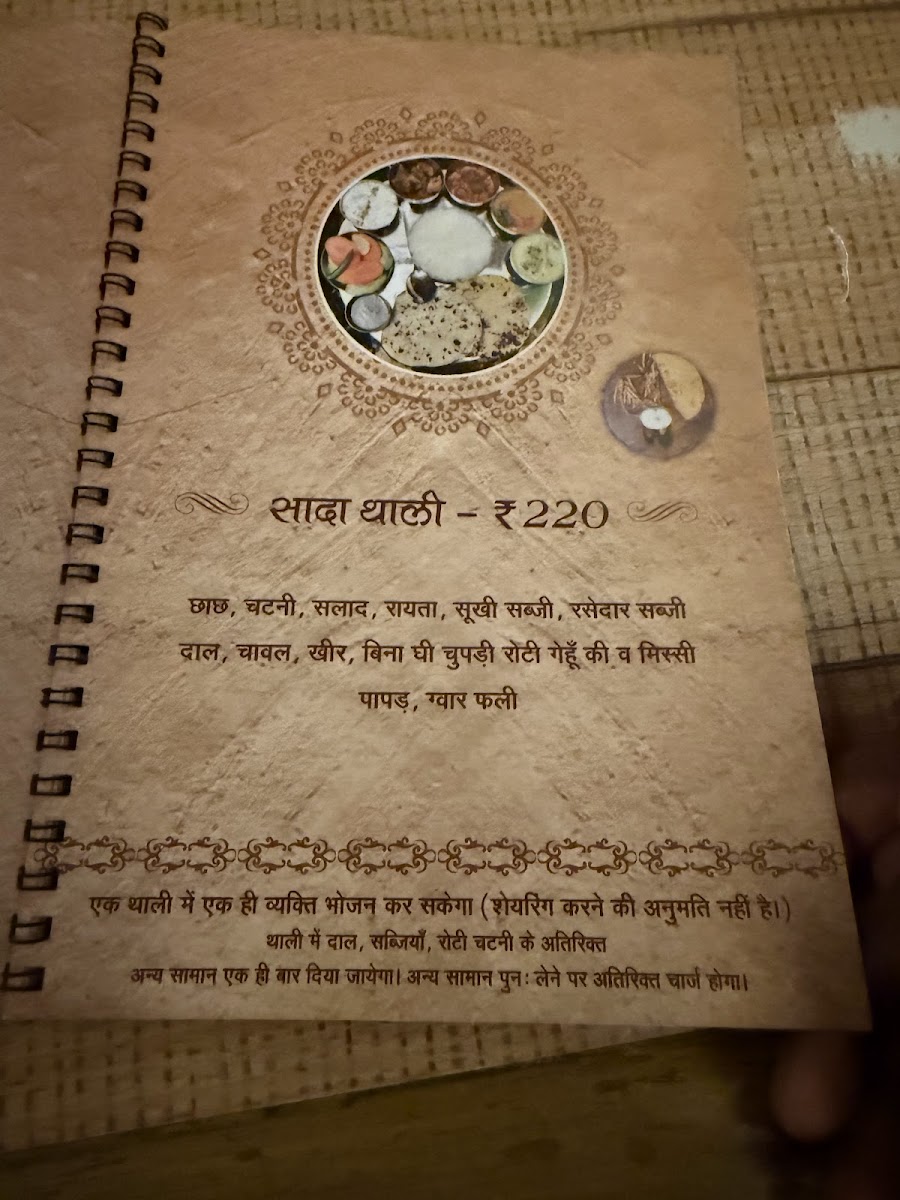 सादा थाली - ₹220
छाछ, चटनी, सलाद, रायता, सूखी सब्जी, रसेदार सब्जी
दाल, चावल, खीर, बिना घी चुपड़ी रोटी गेहूँ की व मिस्सी
पापड़, ग्वार फली
एक थाली में एक ही व्यक्ति भोजन कर सकेगा (शेयरिंग करने की अनुमति नहीं है।)
थाली में दाल, सब्जियाँ, रोटी चटनी के अतिरिक्त
अन्य सामान एक ही बार दिया जायेगा। अन्य सामान पुनः लेने पर अतिरिक्त चार्ज होगा।